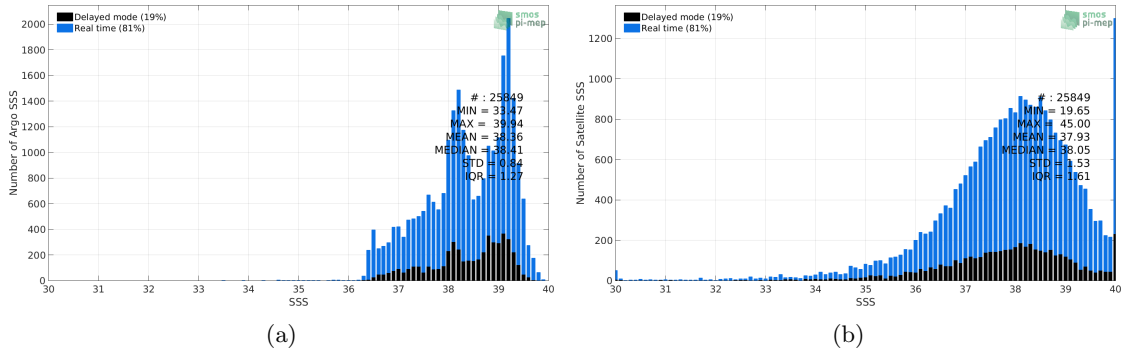 Delayed mode (19%)
Real time (81%)
smos
pi-mep
2000
1800
1600
1400
1200
1000
800
600
400
200
0
Number of Argo SSS
# : 25849
MIN = 33.47
MAX = 39.94
MEAN = 38.36
MEDIAN = 38.41
STD = 0.84
IQR = 1.27
30 31 32 33 34 35 36 37 38 39 40
SSS
(a)
Delayed mode (19%)
Real time (81%)
smos
pi-mep
1200
1000
800
600
400
200
0
Number of Satellite SSS
# : 25849
MIN = 19.65
MAX = 45.00
MEAN = 37.93
MEDIAN = 38.05
STD = 1.53
IQR = 1.61
30 31 32 33 34 35 36 37 38 39 40
SSS
(b)